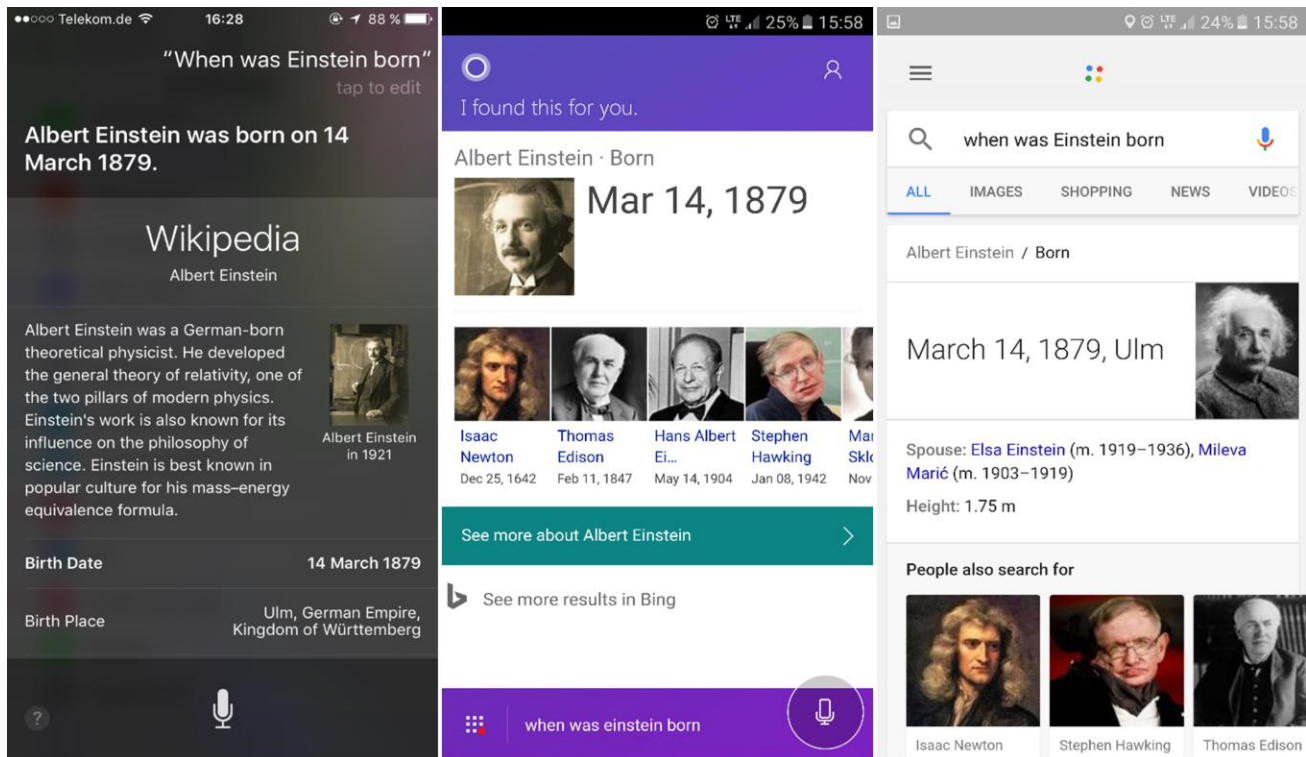 ●●○○○ Telekom.de 16:28 88 %
“When was Einstein born”
tap to edit
Albert Einstein was born on 14
March 1879.
Wikipedia
Albert Einstein
Albert Einstein was a German-born
theoretical physicist. He developed
the general theory of relativity, one of
the two pillars of modern physics.
Einstein's work is also known for its
influence on the philosophy of
science. Einstein is best known in
popular culture for his mass–energy
equivalence formula.
Albert Einstein
in 1921
Birth Date 14 March 1879
Birth Place Ulm, German Empire,
Kingdom of Württemberg
?
LTE 25% 15:58
I found this for you.
Albert Einstein · Born
Mar 14, 1879
Isaac
Newton
Dec 25, 1642
Thomas
Edison
Feb 11, 1847
Hans Albert
Ei...
May 14, 1904
Stephen
Hawking
Jan 08, 1942
Nov
See more about Albert Einstein
See more results in Bing
when was einstein born
LTE 24% 15:58
when was Einstein born
ALL IMAGES SHOPPING NEWS VIDEOS
Albert Einstein / Born
March 14, 1879, Ulm
Spouse: Elsa Einstein (m. 1919–1936), Mileva
Marić (m. 1903–1919)
Height: 1.75 m
People also search for
Isaac Newton Stephen Hawking Thomas Edison